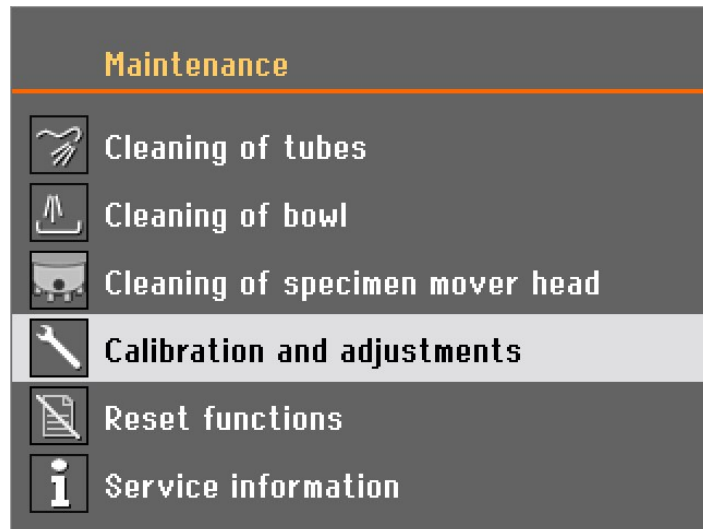 Maintenance
Cleaning of tubes
Cleaning of bowl
Cleaning of specimen mover head
Calibration and adjustments
Reset functions
Service information